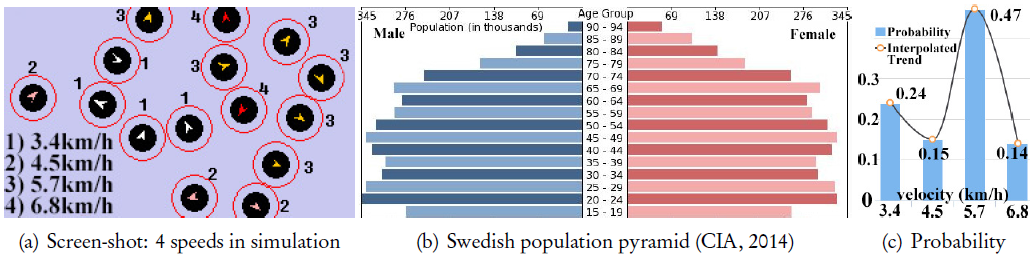 3
4
3
3
1
3
2
1
4
1
1
3
3
2
2
1) 3.4km/h
2) 4.5km/h
3) 5.7km/h
4) 6.8km/h
(a) Screen-shot: 4 speeds in simulation
345 276 207 138 69 Age Group 69 138 207 276 345
Population (in thousands)
Male Female
90 - 94
85 - 89
80 - 84
75 - 79
70 - 74
65 - 69
60 - 64
55 - 59
50 - 54
45 - 49
40 - 44
35 - 39
30 - 34
25 - 29
20 - 24
15 - 19
(b) Swedish population pyramid (CIA, 2014)
0.47
Probability
Interpolated
Trend
0.3
0.24
0.1
0.15
0.14
0
velocity (km/h)
3.4 4.5 5.7 6.8
(c) Probability